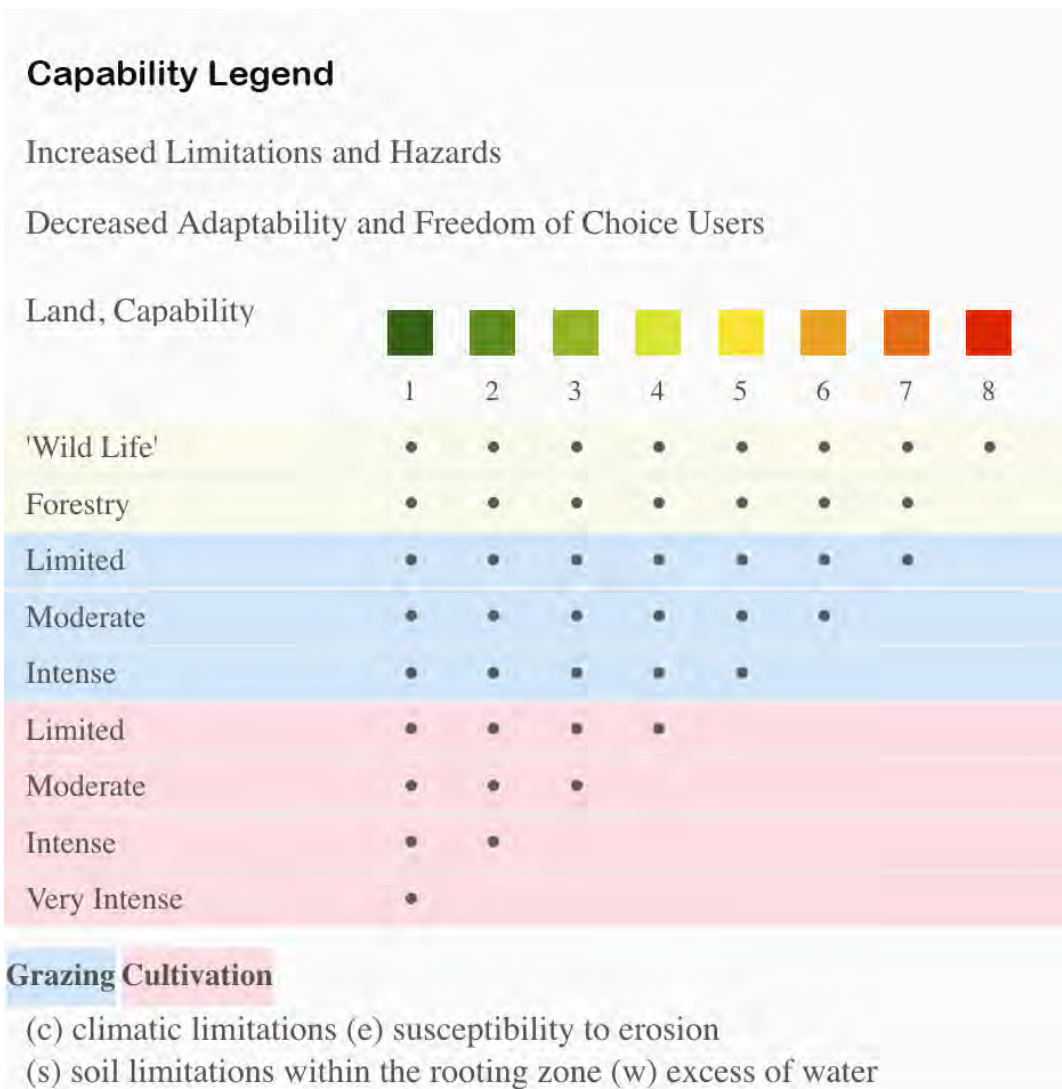 Capability Legend
Increased Limitations and Hazards
Decreased Adaptability and Freedom of Choice Users
Land, Capability
1 2 3 4 5 6 7 8
'Wild Life'
Forestry
Limited
Moderate
Intense
Limited
Moderate
Intense
Very Intense
Grazing Cultivation
(c) climatic limitations (e) susceptibility to erosion
(s) soil limitations within the rooting zone (w) excess of water